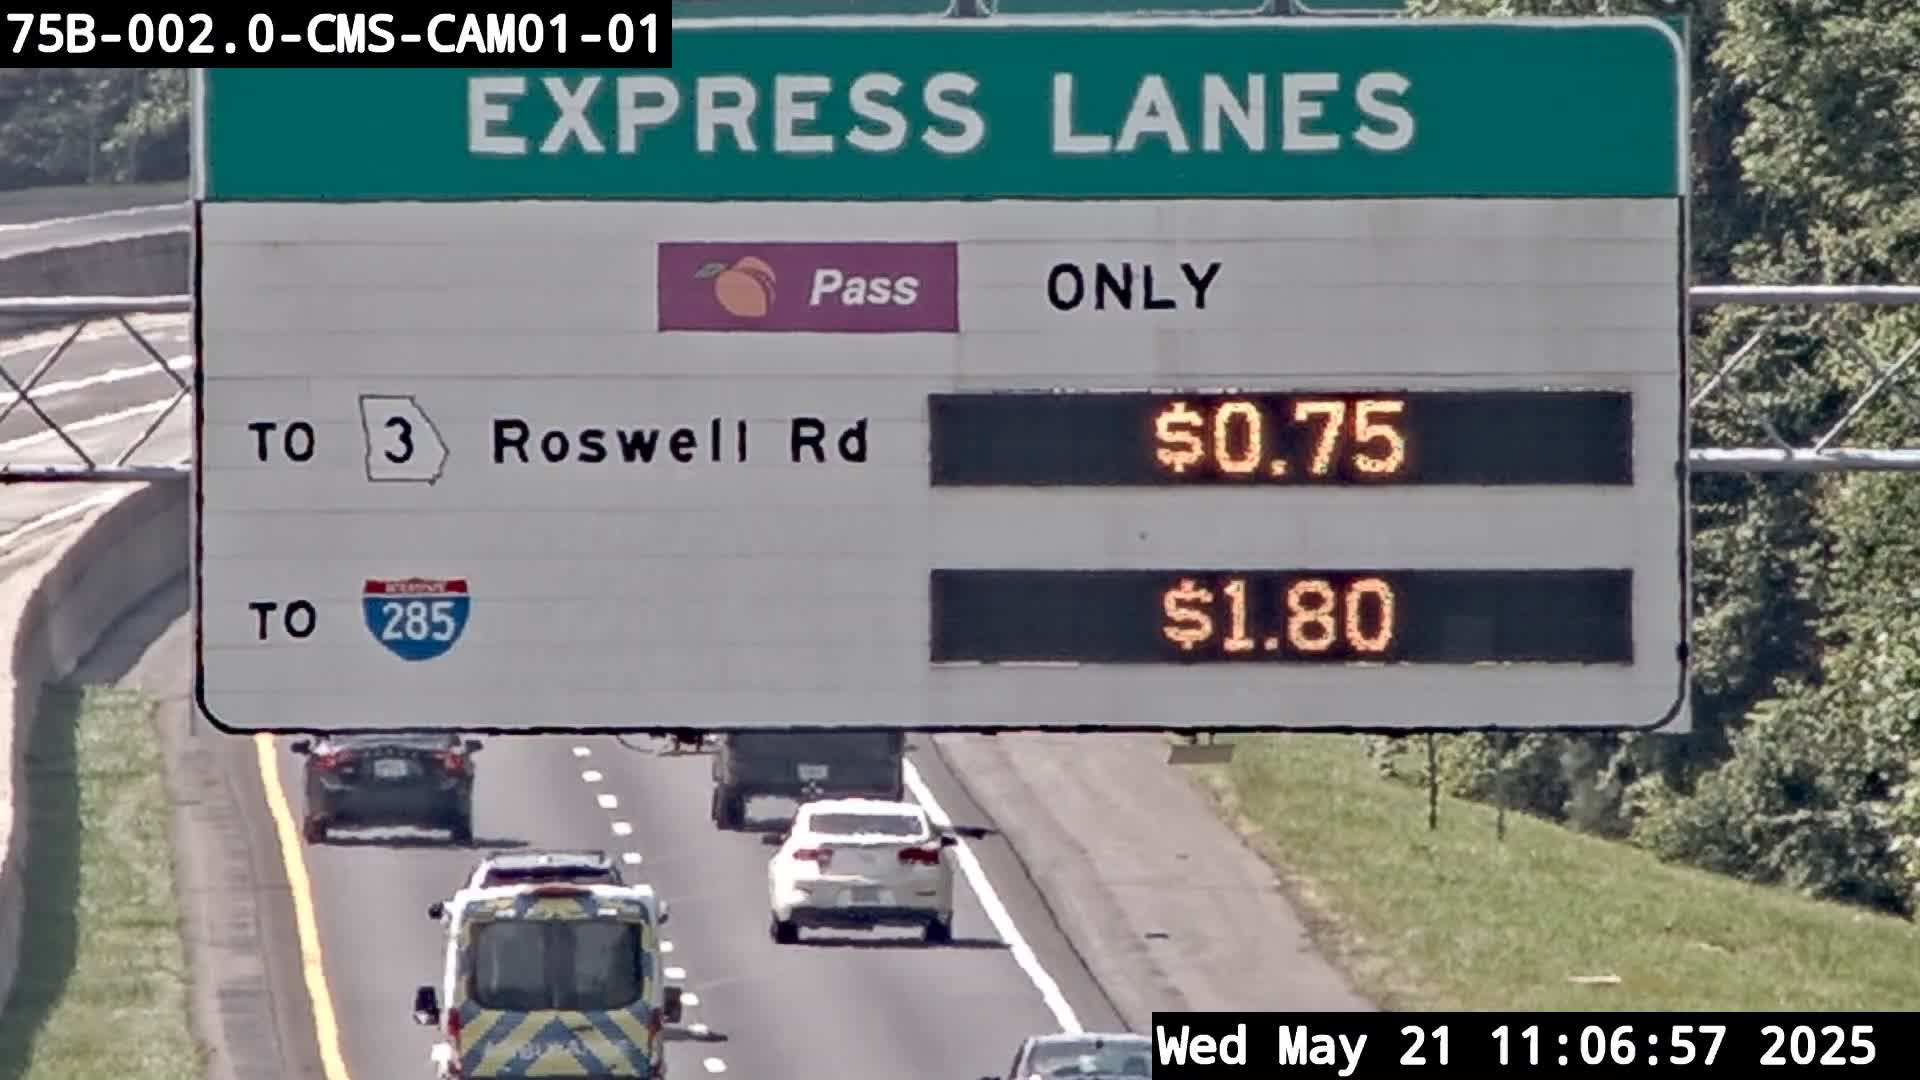 75B-002.0-CMS-CAM01-01
EXPRESS LANES
Pass ONLY
TO 3 Roswell Rd $0.75
TO INTERSTATE 285 $1.80
Wed May 21 11:06:57 2025